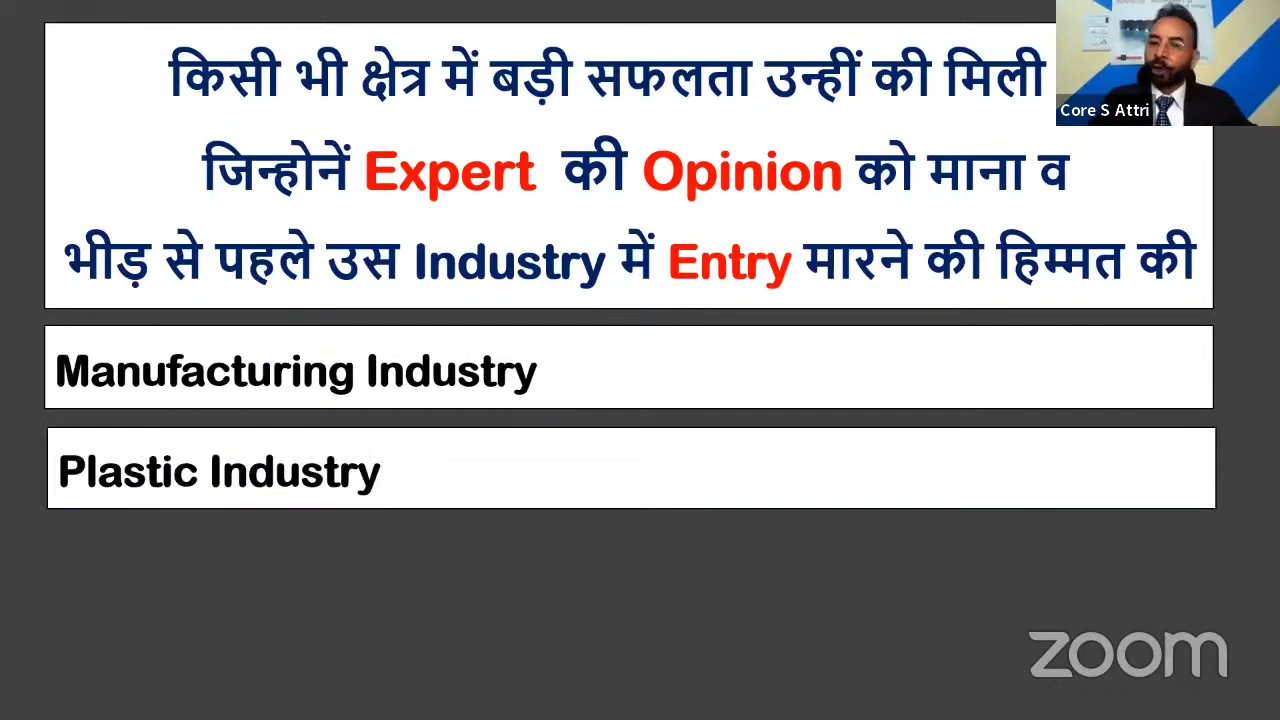 किसी भी क्षेत्र में बड़ी सफलता उन्हीं की मिली
जिन्होनें Expert की Opinion को माना व
भीड़ से पहले उस Industry में Entry मारने की हिम्मत की
Core S Attri
Manufacturing Industry
Plastic Industry
zoom